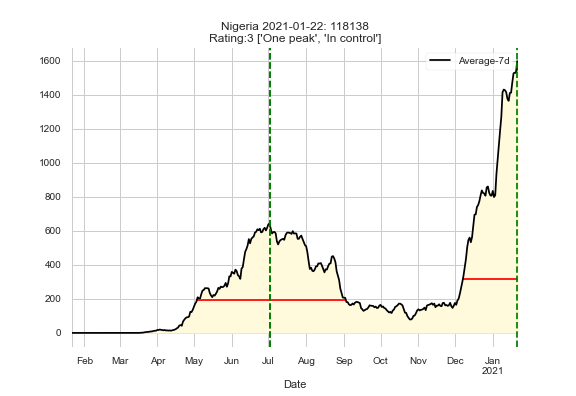 Nigeria 2021-01-22: 118138
Rating:3 ['One peak', 'In control']
Average-7d
1600
1400
1200
1000
800
600
400
200
0
Feb Mar Apr May Jun Jul Aug Sep Oct Nov Dec Jan
2021
Date